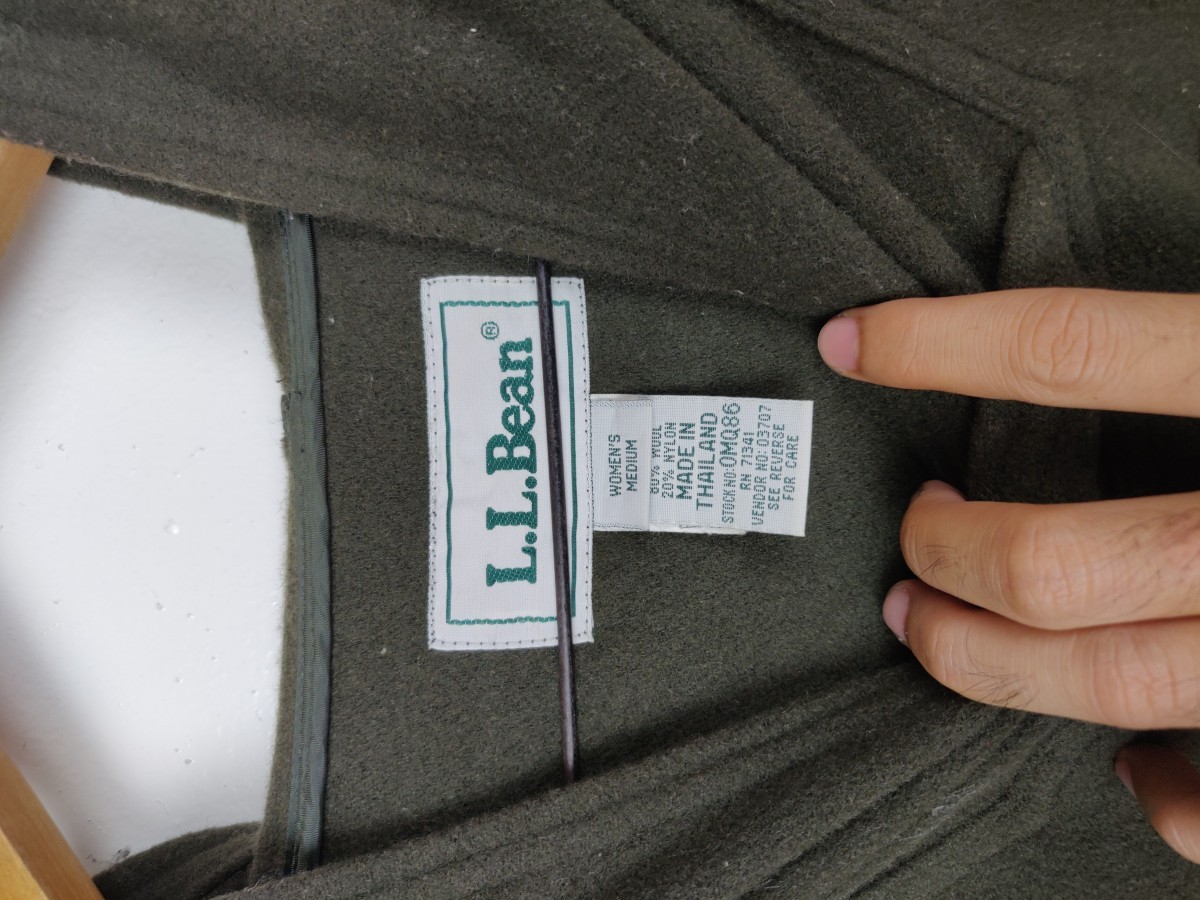 L.L.Bean®
WOMEN'S
MEDIUM
80% WOOL
20% NYLON
MADE IN
THAILAND
STOCK NO:0MQ86
RN 71341
VENDOR NO: 03707
SEE REVERSE
FOR CARE